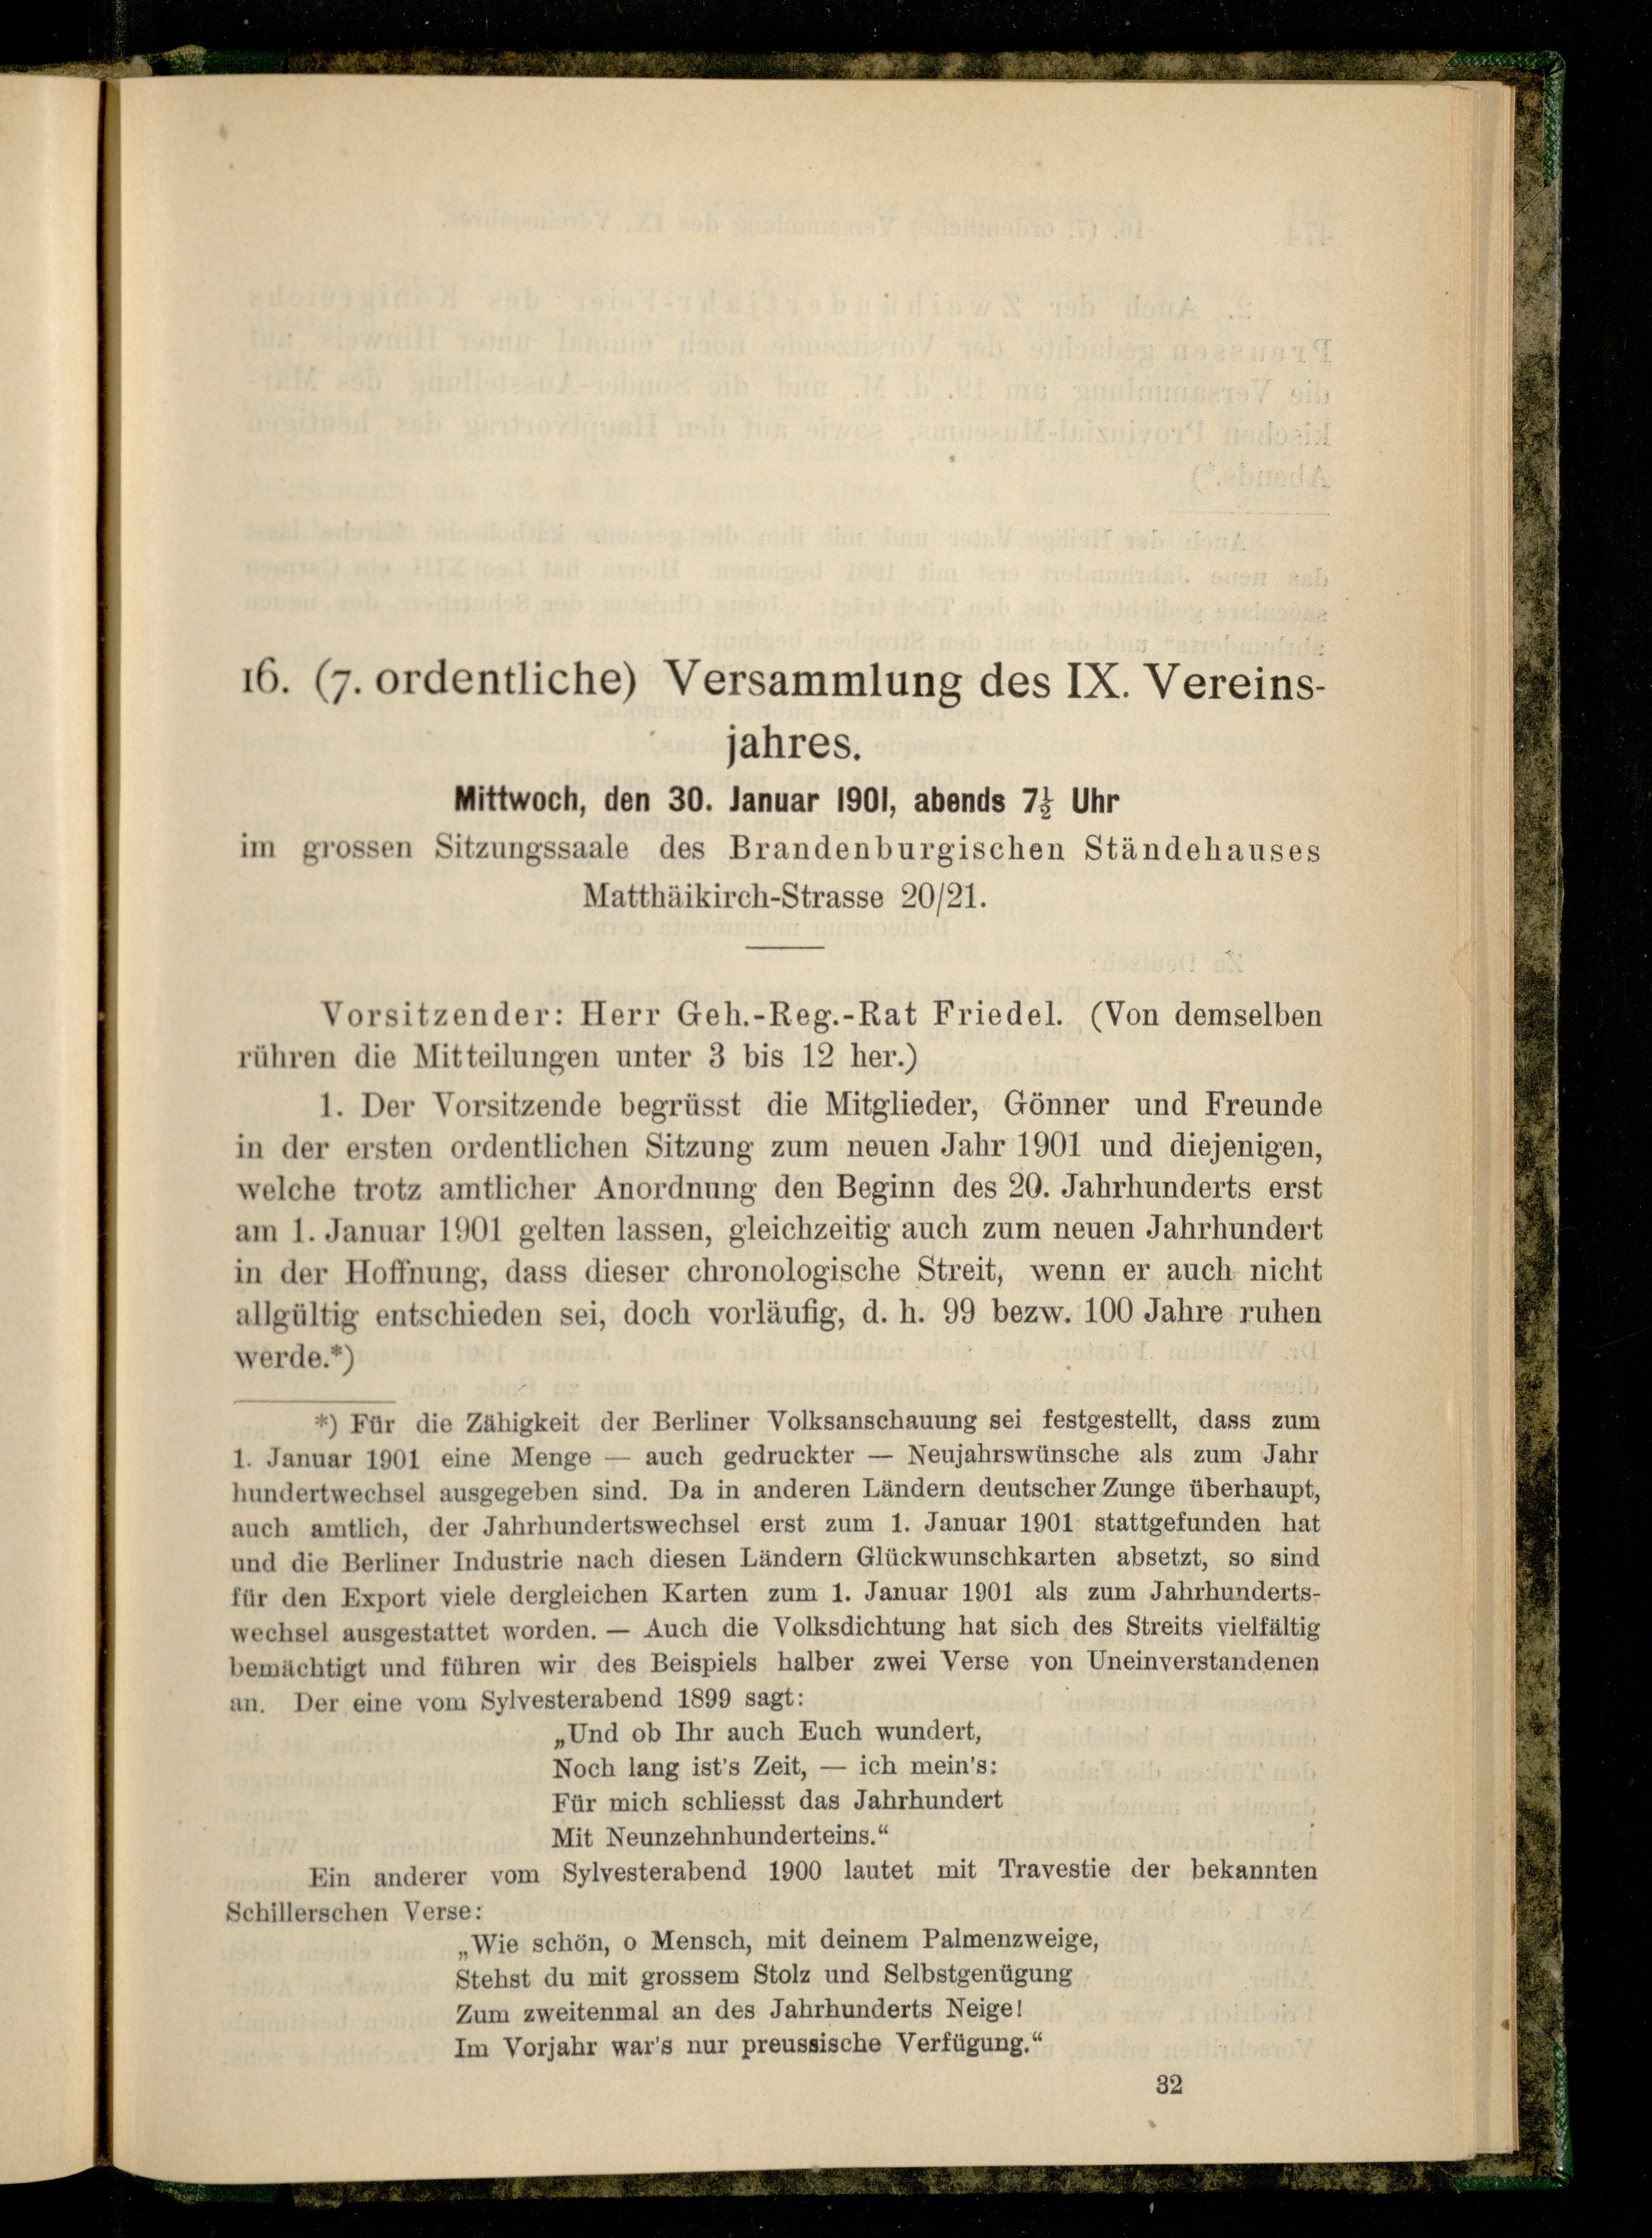 16. (7. ordentliche) Versammlung des IX. Vereins-
jahres.
Mittwoch, den 30. Januar 1901, abends 7½ Uhr
im grossen Sitzungssaale des Brandenburgischen Ständehauses
Matthäikirch-Strasse 20/21.
Vorsitzender: Herr Geh.-Reg.-Rat Friedel. (Von demselben
rühren die Mitteilungen unter 3 bis 12 her.)
1. Der Vorsitzende begrüsst die Mitglieder, Gönner und Freunde
in der ersten ordentlichen Sitzung zum neuen Jahr 1901 und diejenigen,
welche trotz amtlicher Anordnung den Beginn des 20. Jahrhunderts erst
am 1. Januar 1901 gelten lassen, gleichzeitig auch zum neuen Jahrhundert
in der Hoffnung, dass dieser chronologische Streit, wenn er auch nicht
allgültig entschieden sei, doch vorläufig, d. h. 99 bezw. 100 Jahre ruhen
werde.*)
*) Für die Zähigkeit der Berliner Volksanschauung sei festgestellt, dass zum
1. Januar 1901 eine Menge — auch gedruckter — Neujahrswünsche als zum Jahr
hundertwechsel ausgegeben sind. Da in anderen Ländern deutscher Zunge überhaupt,
auch amtlich, der Jahrhundertswechsel erst zum 1. Januar 1901 stattgefunden hat
und die Berliner Industrie nach diesen Ländern Glückwunschkarten absetzt, so sind
für den Export viele dergleichen Karten zum 1. Januar 1901 als zum Jahrhunderts-
wechsel ausgestattet worden. — Auch die Volksdichtung hat sich des Streits vielfältig
bemächtigt und führen wir des Beispiels halber zwei Verse von Uneinverstandenen
an. Der eine vom Sylvesterabend 1899 sagt:
„Und ob Ihr auch Euch wundert,
Noch lang ist's Zeit, — ich mein's:
Für mich schliesst das Jahrhundert
Mit Neunzehnhunderteins.“
Ein anderer vom Sylvesterabend 1900 lautet mit Travestie der bekannten
Schillerschen Verse:
„Wie schön, o Mensch, mit deinem Palmenzweige,
Stehst du mit grossem Stolz und Selbstgenügung
Zum zweitenmal an des Jahrhunderts Neige!
Im Vorjahr war's nur preussische Verfügung.“
32